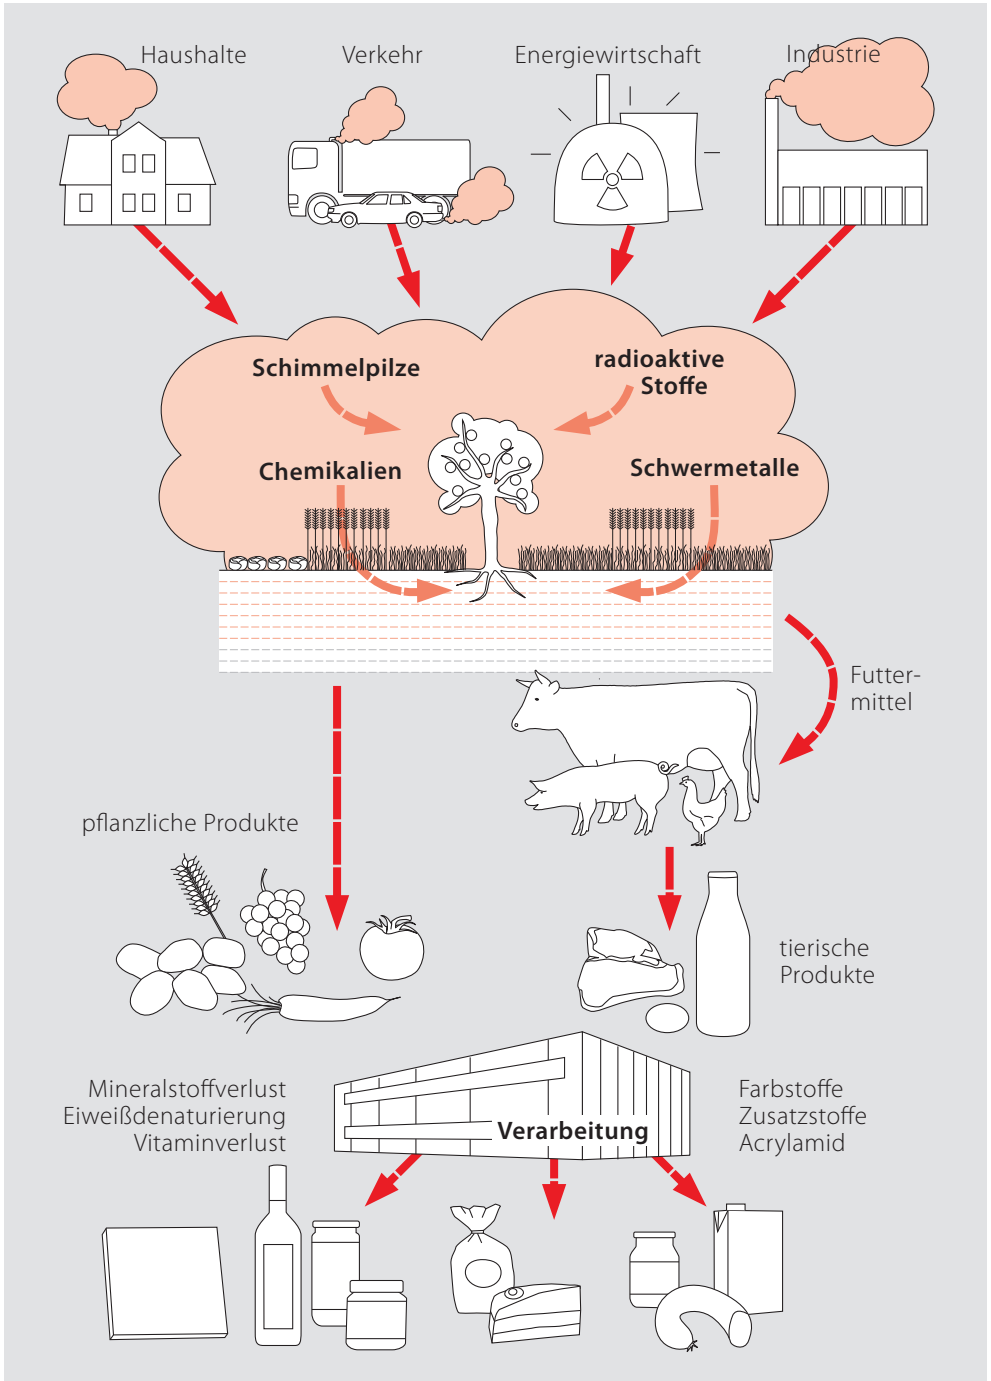 Haushalte
Verkehr
Energiewirtschaft
Industrie
Schimmelpilze
radioaktive
Stoffe
Chemikalien
Schwermetalle
Futter-
mittel
pflanzliche Produkte
tierische
Produkte
Mineralstoffverlust
Eiweißdenaturierung
Vitaminverlust
Verarbeitung
Farbstoffe
Zusatzstoffe
Acrylamid